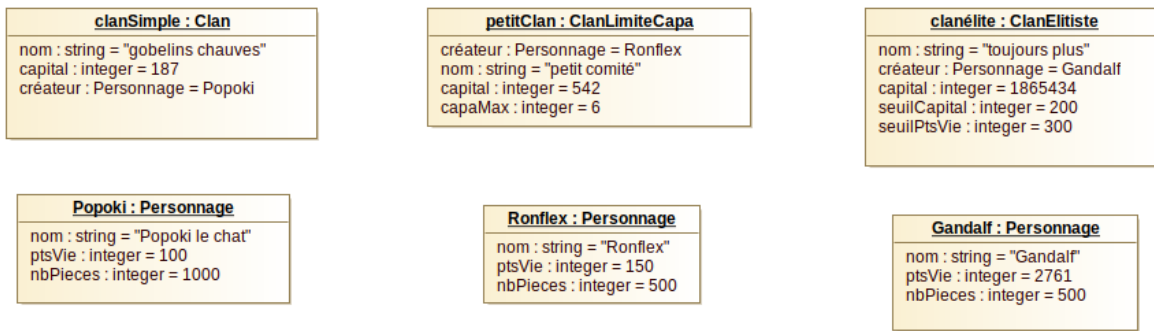 clanSimple : Clan
nom : string = "gobelins chauves"
capital : integer = 187
créateur : Personnage = Popoki
petitClan : ClanLimiteCapa
créateur : Personnage = Ronflex
nom : string = "petit comité"
capital : integer = 542
capaMax : integer = 6
clanélite : ClanElitiste
nom : string = "toujours plus"
créateur : Personnage = Gandalf
capital : integer = 1865434
seuilCapital : integer = 200
seuilPtsVie : integer = 300
Popoki : Personnage
nom : string = "Popoki le chat"
ptsVie : integer = 100
nbPieces : integer = 1000
Ronflex : Personnage
nom : string = "Ronflex"
ptsVie : integer = 150
nbPieces : integer = 500
Gandalf : Personnage
nom : string = "Gandalf"
ptsVie : integer = 2761
nbPieces : integer = 500